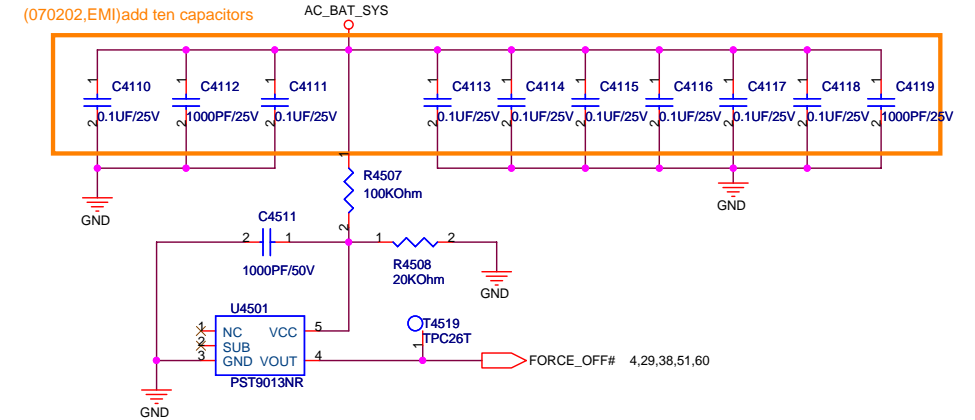 (070202,EMI)add ten capacitors
AC_BAT_SYS
1 1 1 1 1 1 1 1 1 1
C4110 C4112 C4111 C4113 C4114 C4115 C4116 C4117 C4118 C4119
0.1UF/25V 1000PF/25V 0.1UF/25V 0.1UF/25V 0.1UF/25V 0.1UF/25V 0.1UF/25V 0.1UF/25V 0.1UF/25V 1000PF/25V
2 2 2 2 2 2 2 2 2 2
1
R4507
100KOhm
2
GND
GND
C4511
2 1
1000PF/50V
1 2
R4508
20KOhm
GND
U4501
1 NC VCC 5
2 SUB
3 GND VOUT 4
PST9013NR
T4519
TPC26T
1
FORCE_OFF# 4,29,38,51,60
GND